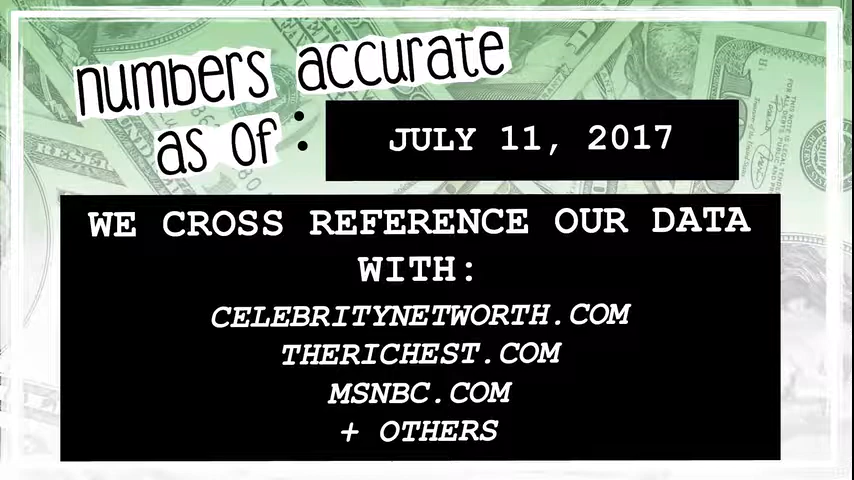 numbers accurate
as of: JULY 11, 2017
WE CROSS REFERENCE OUR DATA
WITH:
CELEBRITYNETWORTH.COM
THERICHEST.COM
MSNBC.COM
+ OTHERS